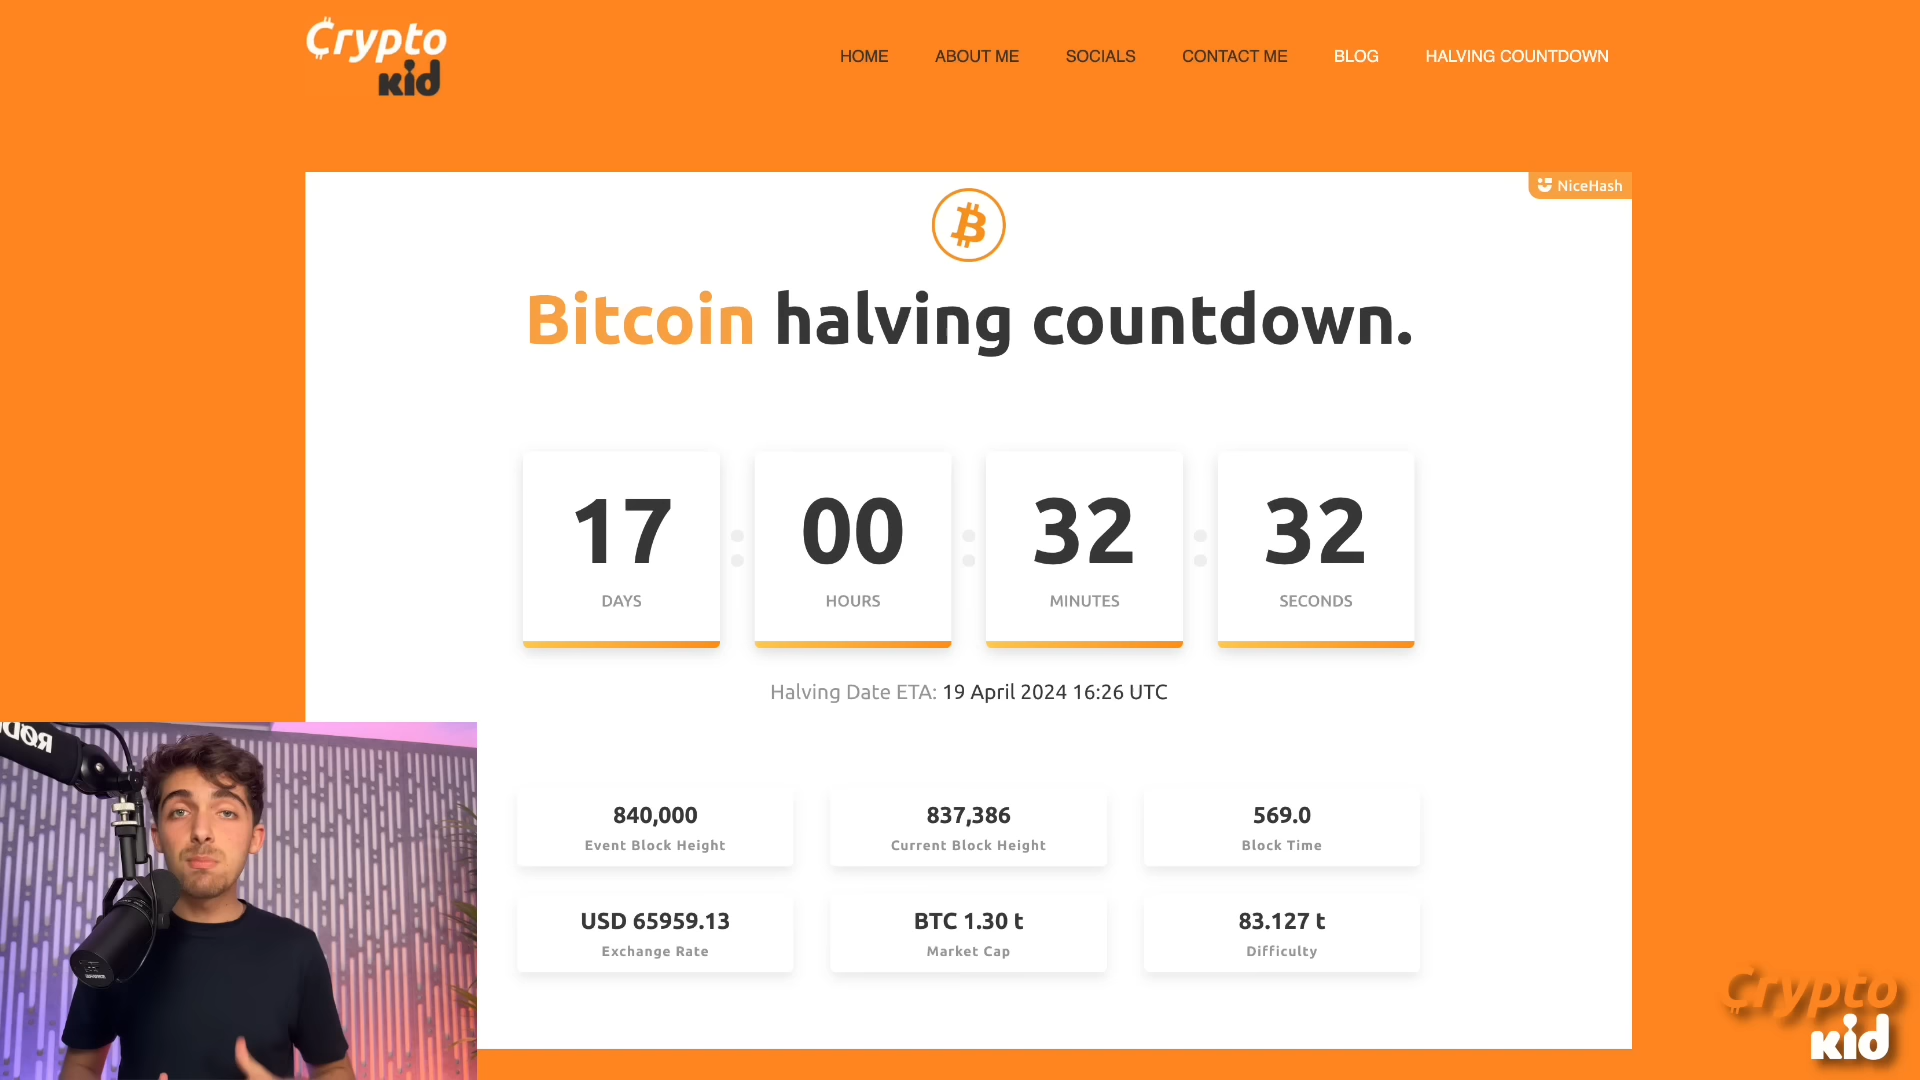 Crypto
kid
HOME
ABOUT ME
SOCIALS
CONTACT ME
BLOG
HALVING COUNTDOWN
NiceHash
Bitcoin halving countdown.
17
00
32
32
DAYS
HOURS
MINUTES
SECONDS
Halving Date ETA: 19 April 2024 16:26 UTC
840,000
Event Block Height
837,386
Current Block Height
569.0
Block Time
USD 65959.13
Exchange Rate
BTC 1.30 t
Market Cap
83.127 t
Difficulty
Crypto
kid